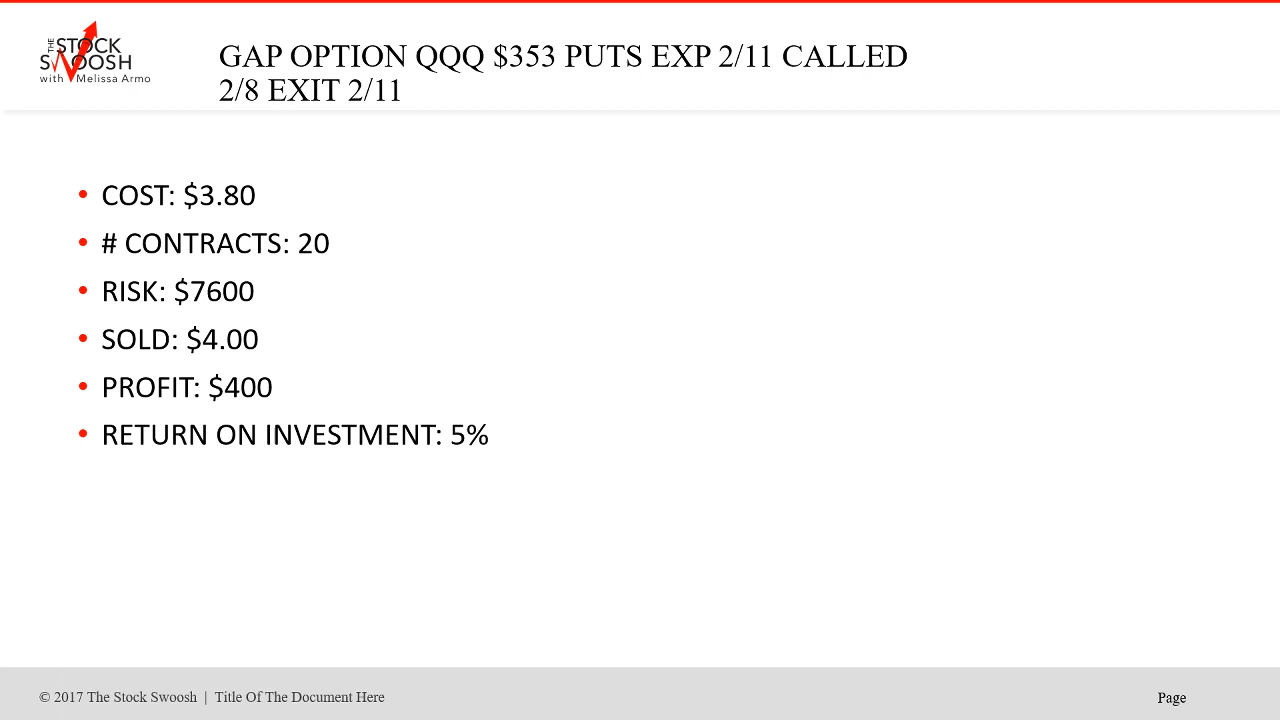 THE
STOCK
SWOOSH
with Melissa Armo
GAP OPTION QQQ $353 PUTS EXP 2/11 CALLED
2/8 EXIT 2/11
• COST: $3.80
• # CONTRACTS: 20
• RISK: $7600
• SOLD: $4.00
• PROFIT: $400
• RETURN ON INVESTMENT: 5%
© 2017 The Stock Swoosh | Title Of The Document Here
Page